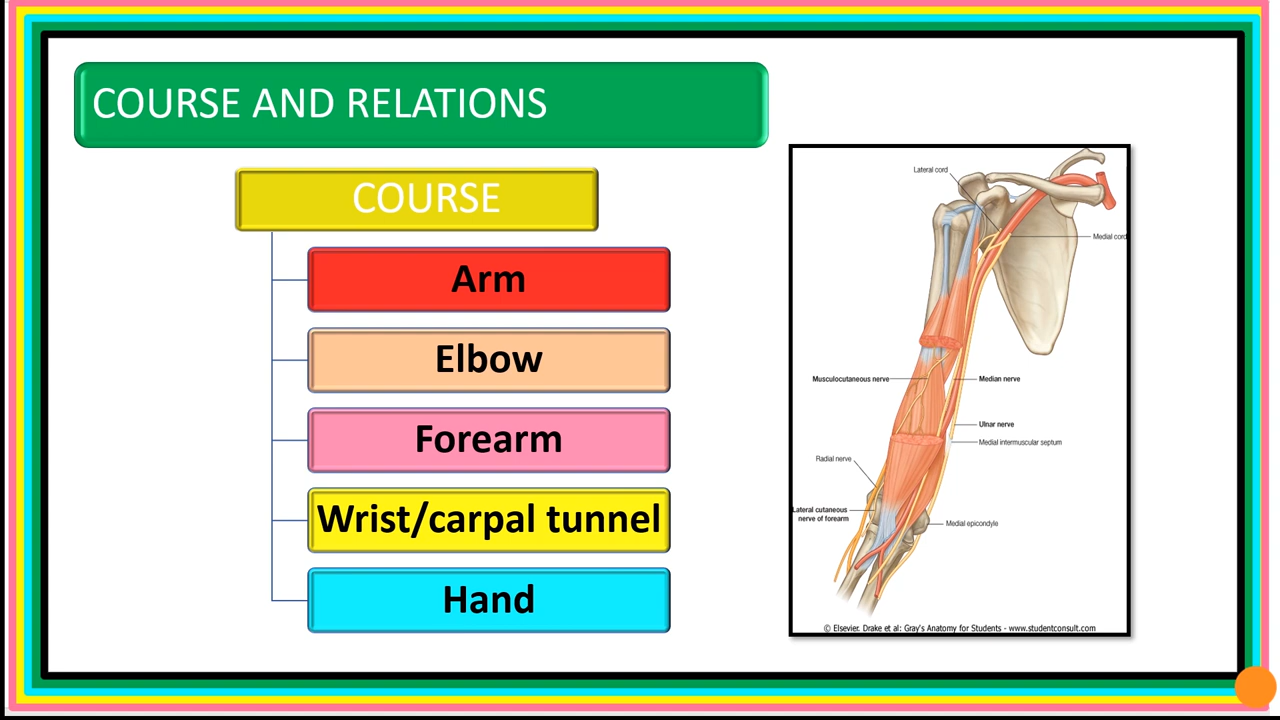 COURSE AND RELATIONS
COURSE
Arm
Elbow
Forearm
Wrist/carpal tunnel
Hand
Lateral cord
Medial cord
Musculocutaneous nerve
Median nerve
Ulnar nerve
Medial intermuscular septum
Radial nerve
Lateral cutaneous
nerve of forearm
Medial epicondyle
© Elsevier. Drake et al: Gray's Anatomy for Students - www.studentconsult.com